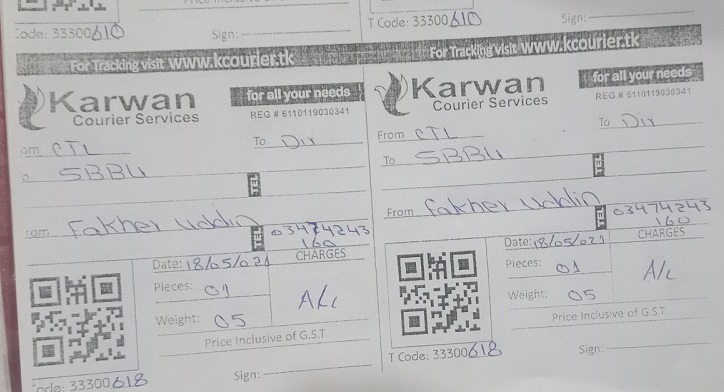 Code: 33300610 Sign:
T Code: 33300610 Sign:
For Tracking visit www.kcourier.tk
For Tracking visit www.kcourier.tk
Karwan
Courier Services
for all your needs
REG # 6110119030341
om CTL To Dir
o SBBU
TEL
rom Fakher Uddin TEL 03474243
160
Date: 18/05/021 CHARGES
Pieces: 01
A/c
Weight: 05
Price Inclusive of G.S.T
ode: 33300618 Sign:
Karwan
Courier Services
for all your needs
REG # 6110119030341
From CTL To Dir
To SBBU
TEL
From Fakher Uddin TEL 03474243
160
Date: 18/05/021 CHARGES
Pieces: 01
A/c
Weight: 05
Price Inclusive of G.S.T
T Code: 33300618 Sign: